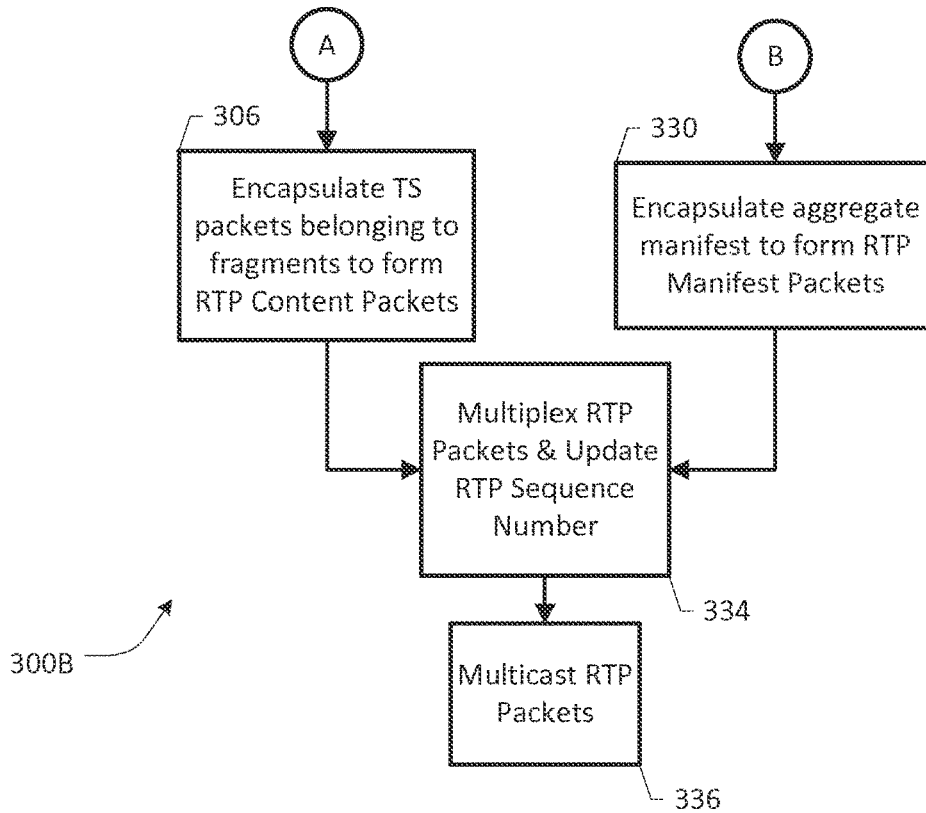 A
B
306
330
Encapsulate TS
packets belonging to
fragments to form
RTP Content Packets
Encapsulate aggregate
manifest to form RTP
Manifest Packets
Multiplex RTP
Packets & Update
RTP Sequence
Number
334
300B
Multicast RTP
Packets
336